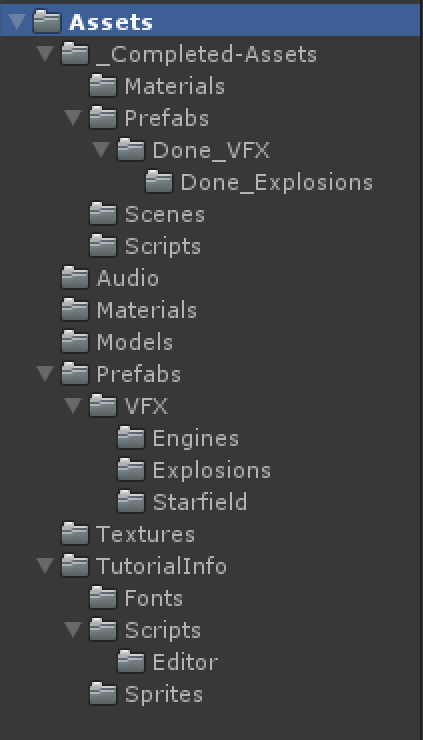 Assets
_Completed-Assets
Materials
Prefabs
Done_VFX
Done_Explosions
Scenes
Scripts
Audio
Materials
Models
Prefabs
VFX
Engines
Explosions
Starfield
Textures
TutorialInfo
Fonts
Scripts
Editor
Sprites